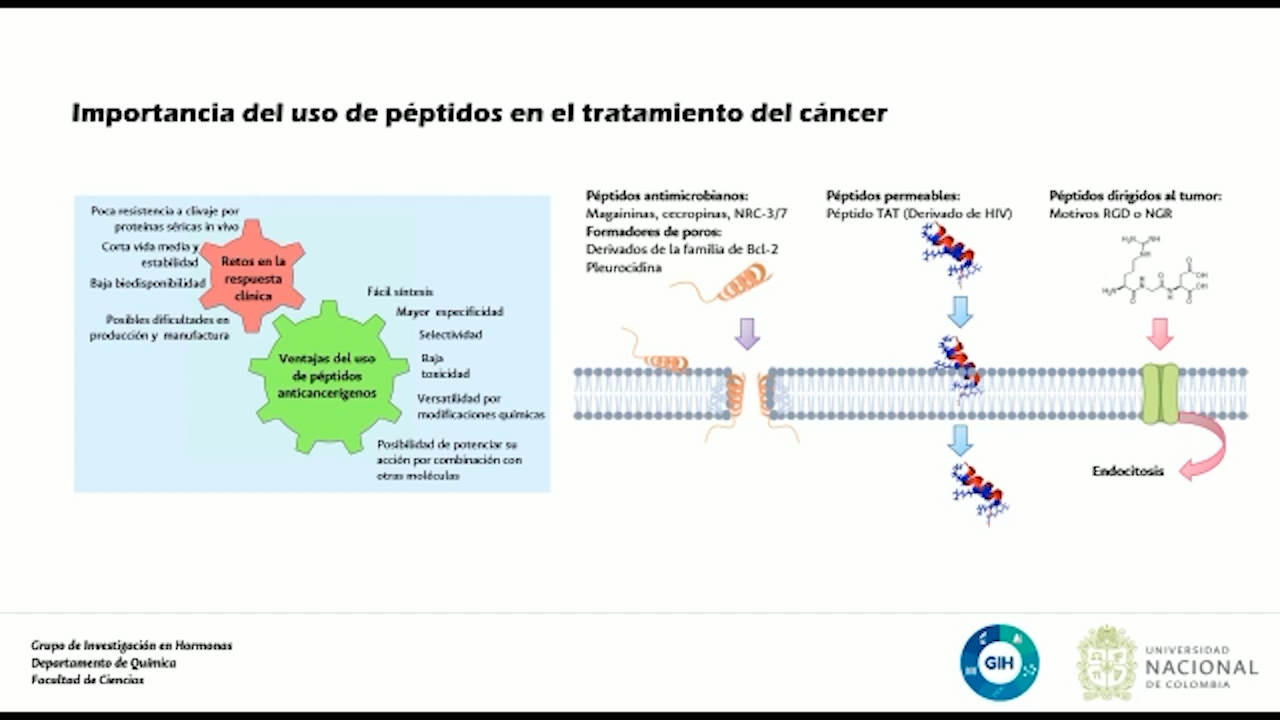 Importancia del uso de péptidos en el tratamiento del cáncer
Poca resistencia a clivaje por
proteínas séricas in vivo
Corta vida media y
estabilidad
Baja biodisponibilidad
Posibles dificultades en
producción y manufactura
Retos en la
respuesta
clínica
Ventajas del uso
de péptidos
anticancerígenos
Fácil síntesis
Mayor especificidad
Selectividad
Baja
toxicidad
Versatilidad por
modificaciones químicas
Posibilidad de potenciar su
acción por combinación con
otras moléculas
Péptidos antimicrobianos:
Magaininas, cecropinas, NRC-3/7
Formadores de poros:
Derivados de la familia de Bcl-2
Pleurocidina
Péptidos permeables:
Péptido TAT (Derivado de HIV)
Péptidos dirigidos al tumor:
Motivos RGD o NGR
Endocitosis
Grupo de Investigación en Hormonas
Departamento de Química
Facultad de Ciencias
GIH
UNIVERSIDAD
NACIONAL
DE COLOMBIA